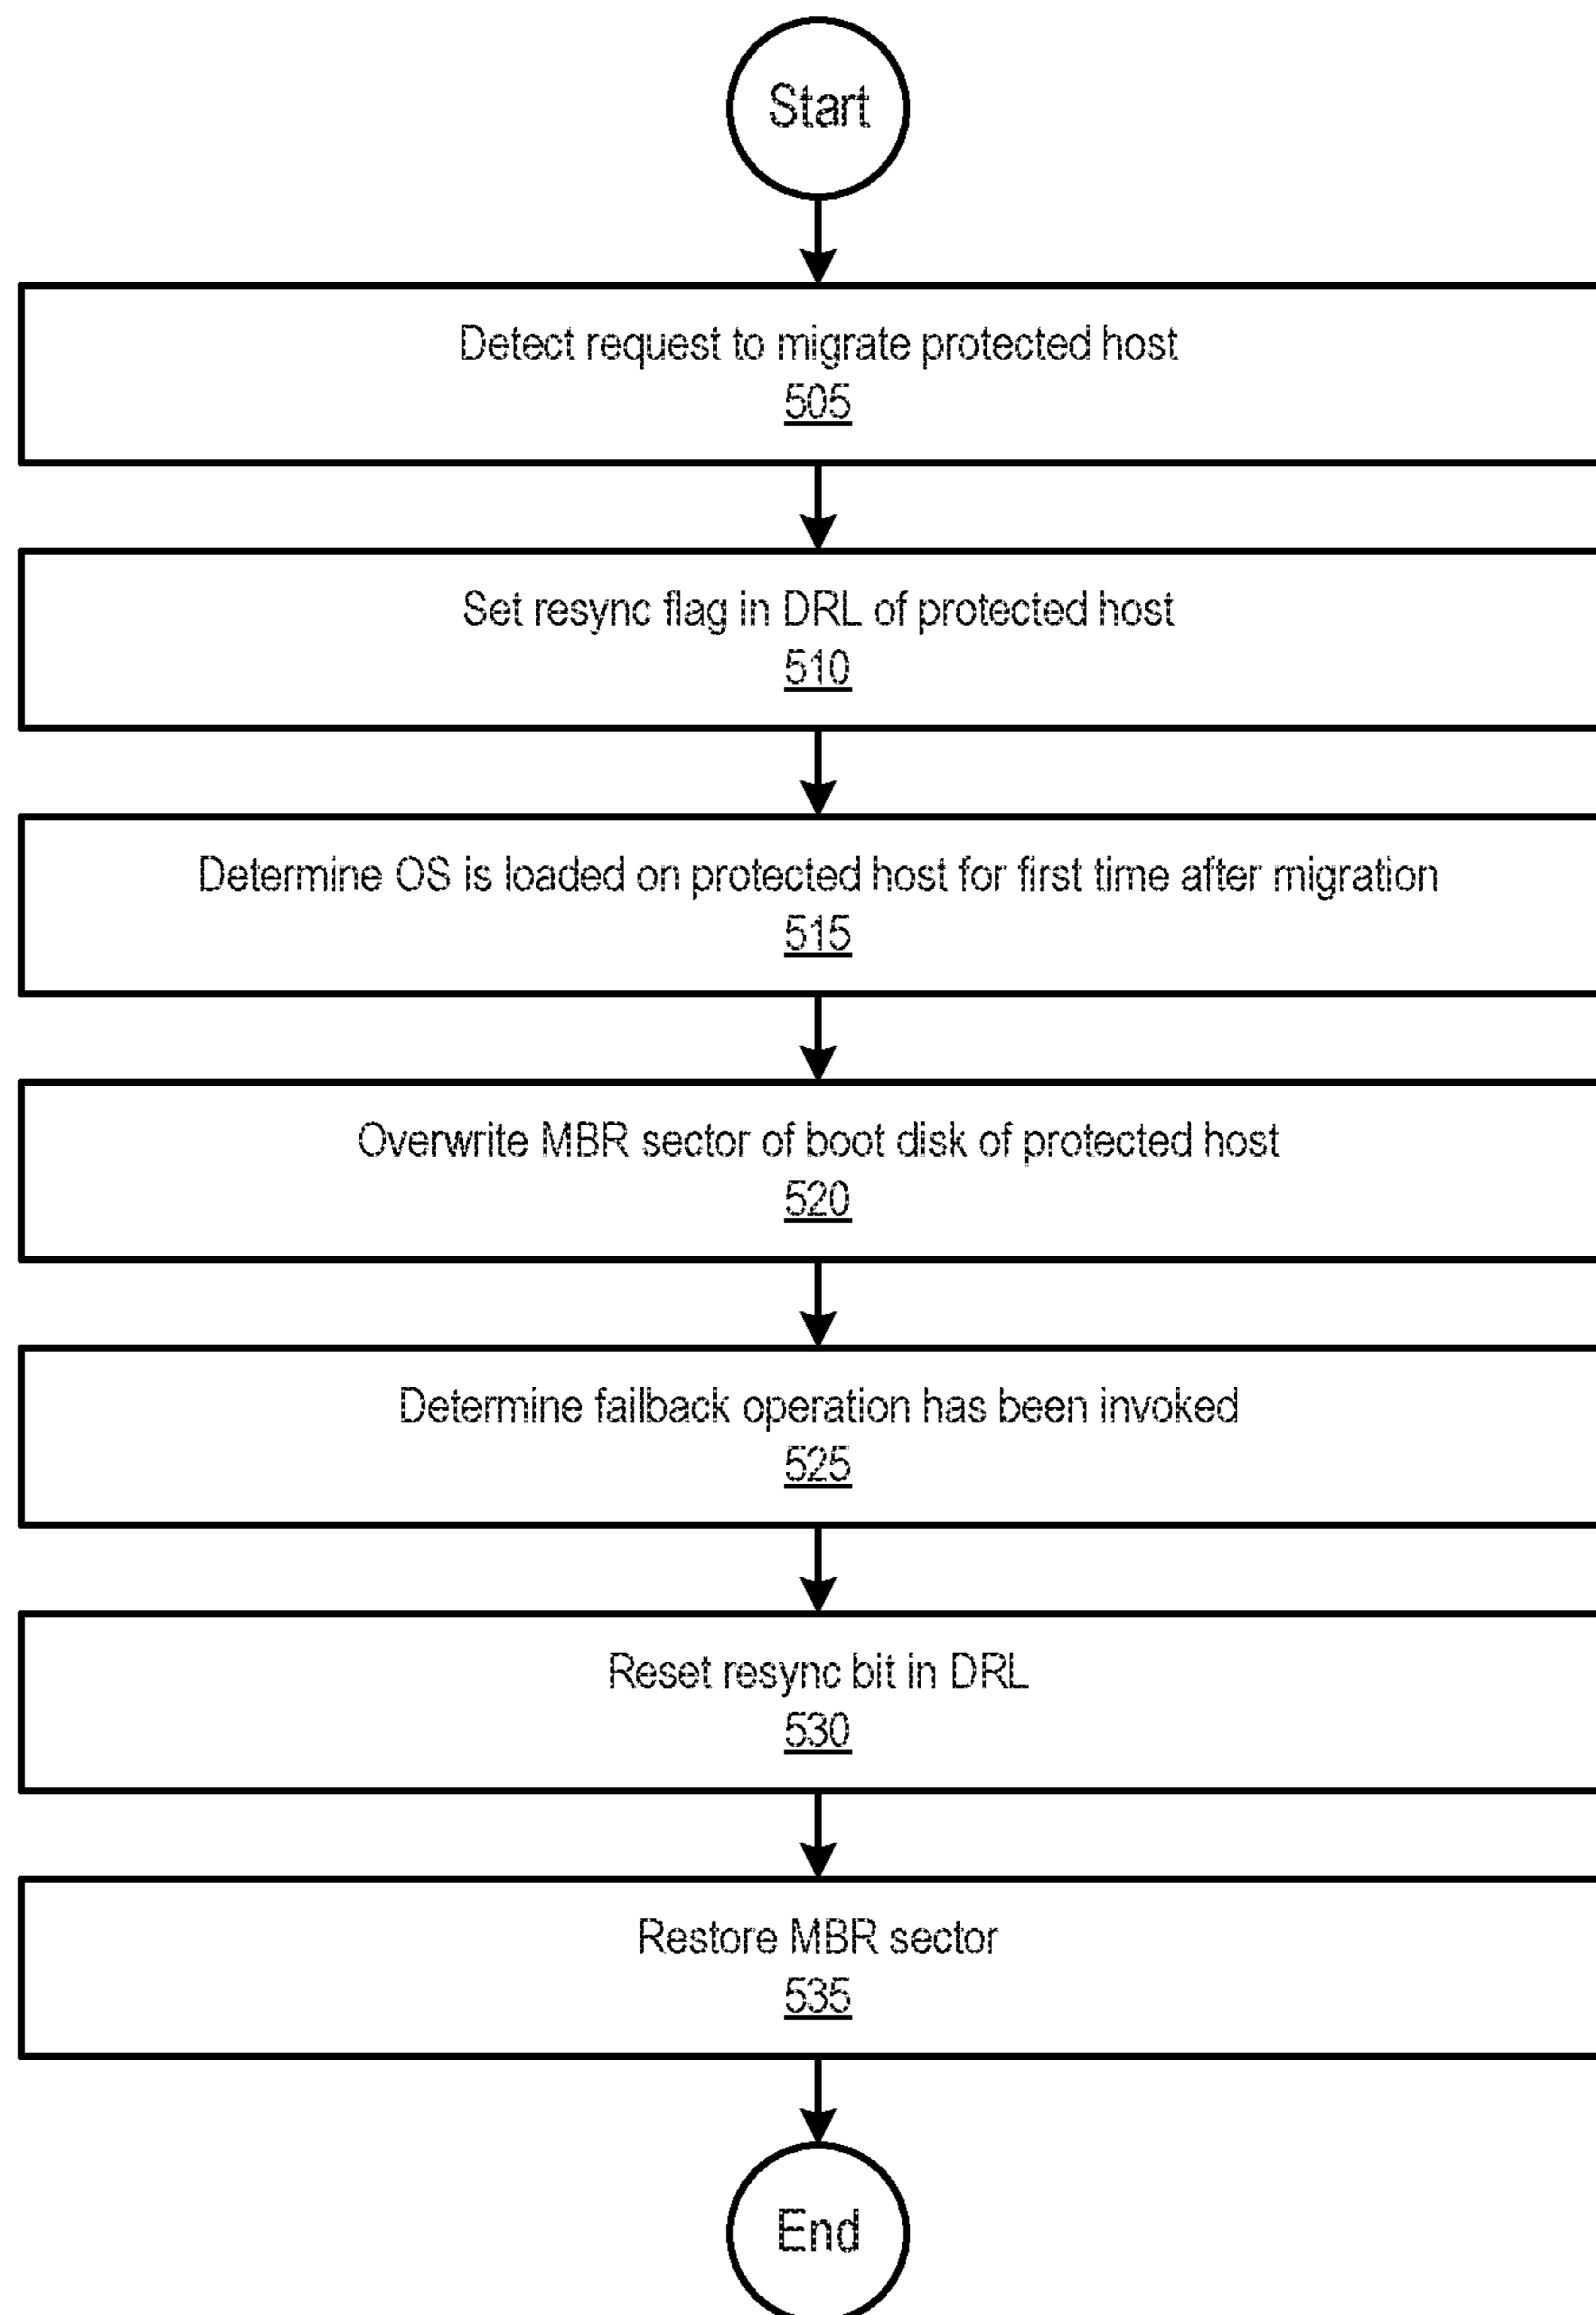 Start
Detect request to migrate protected host
505
Set resync flag in DRL of protected host
510
Determine OS is loaded on protected host for first time after migration
515
Overwrite MBR sector of boot disk of protected host
520
Determine failback operation has been invoked
525
Reset resync bit in DRL
530
Restore MBR sector
535
End